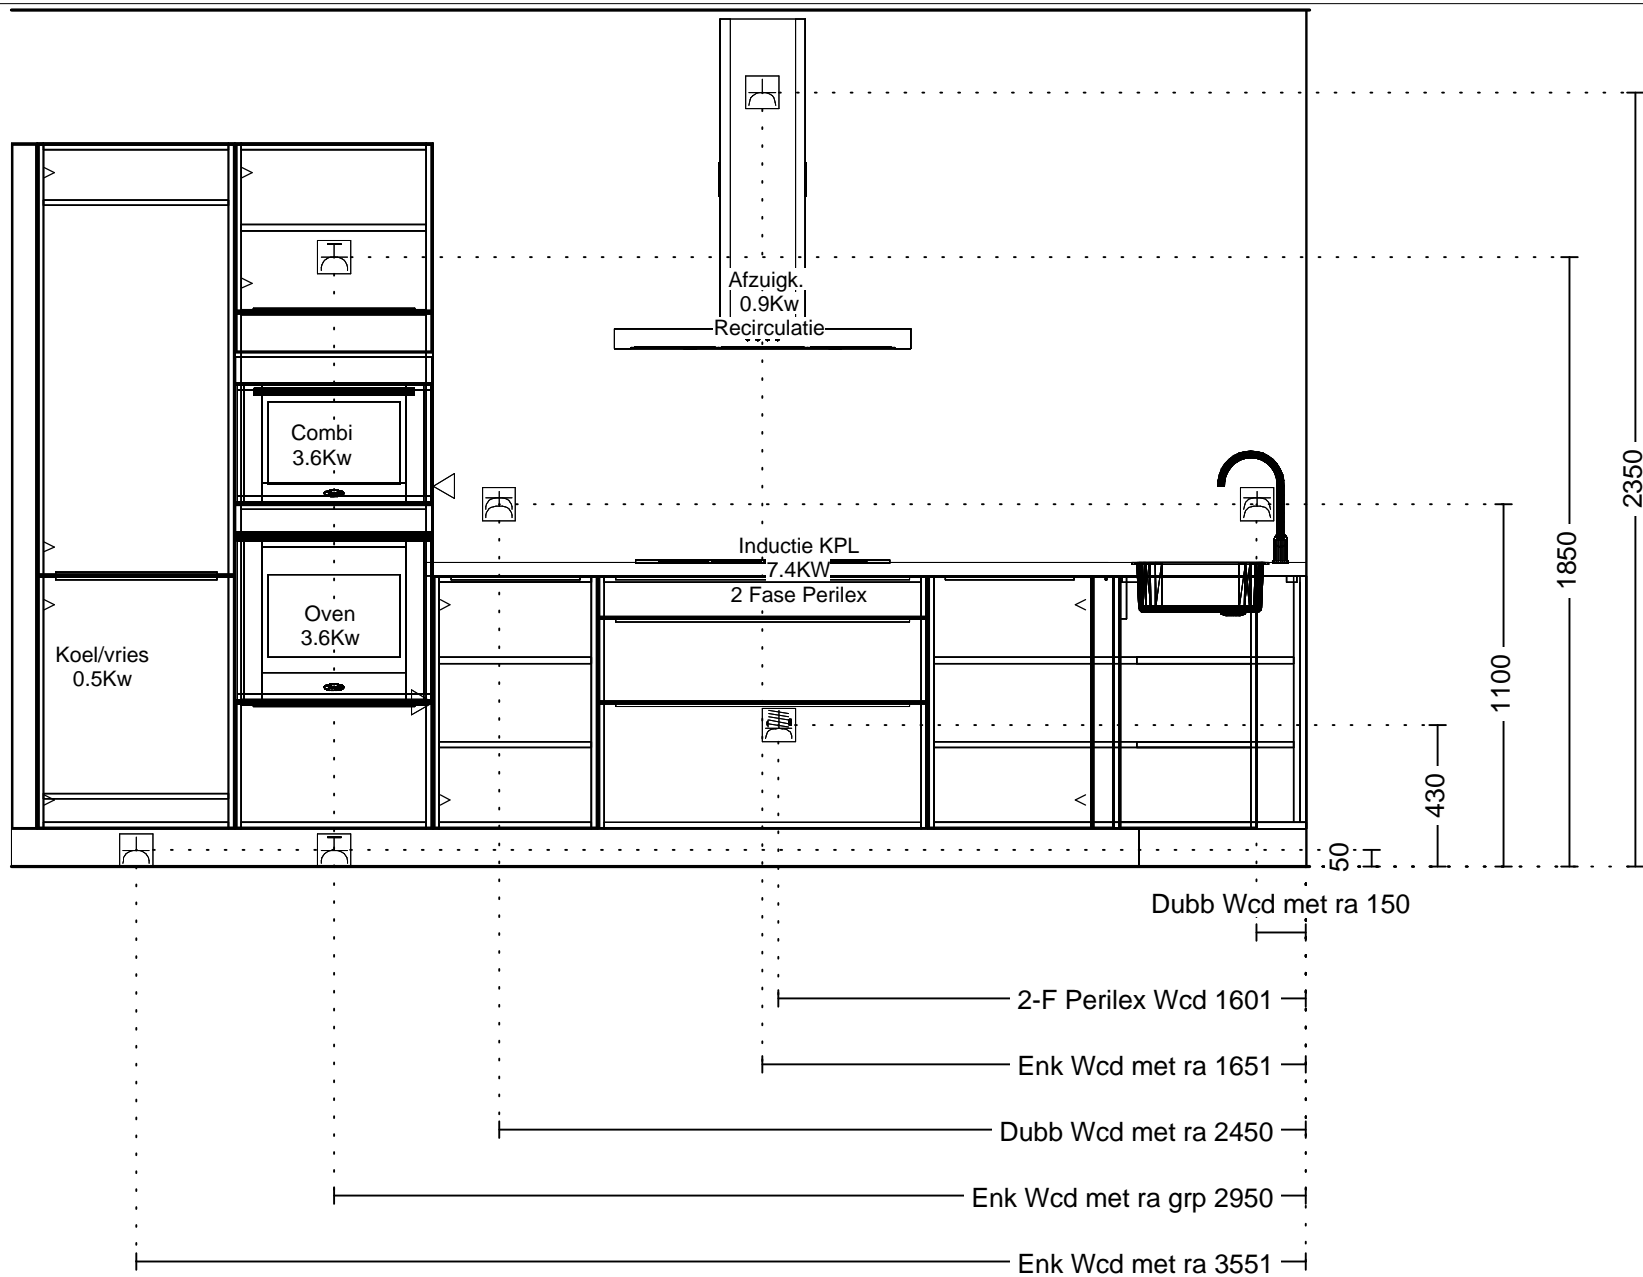 Afzuigk.
0.9Kw
Recirculatie
Combi
3.6Kw
Inductie KPL
7.4KW
2 Fase Perilex
Oven
3.6Kw
Koel/vries
0.5Kw
2350
1850
1100
430
50
Dubb Wcd met ra 150
2-F Perilex Wcd 1601
Enk Wcd met ra 1651
Dubb Wcd met ra 2450
Enk Wcd met ra grp 2950
Enk Wcd met ra 3551